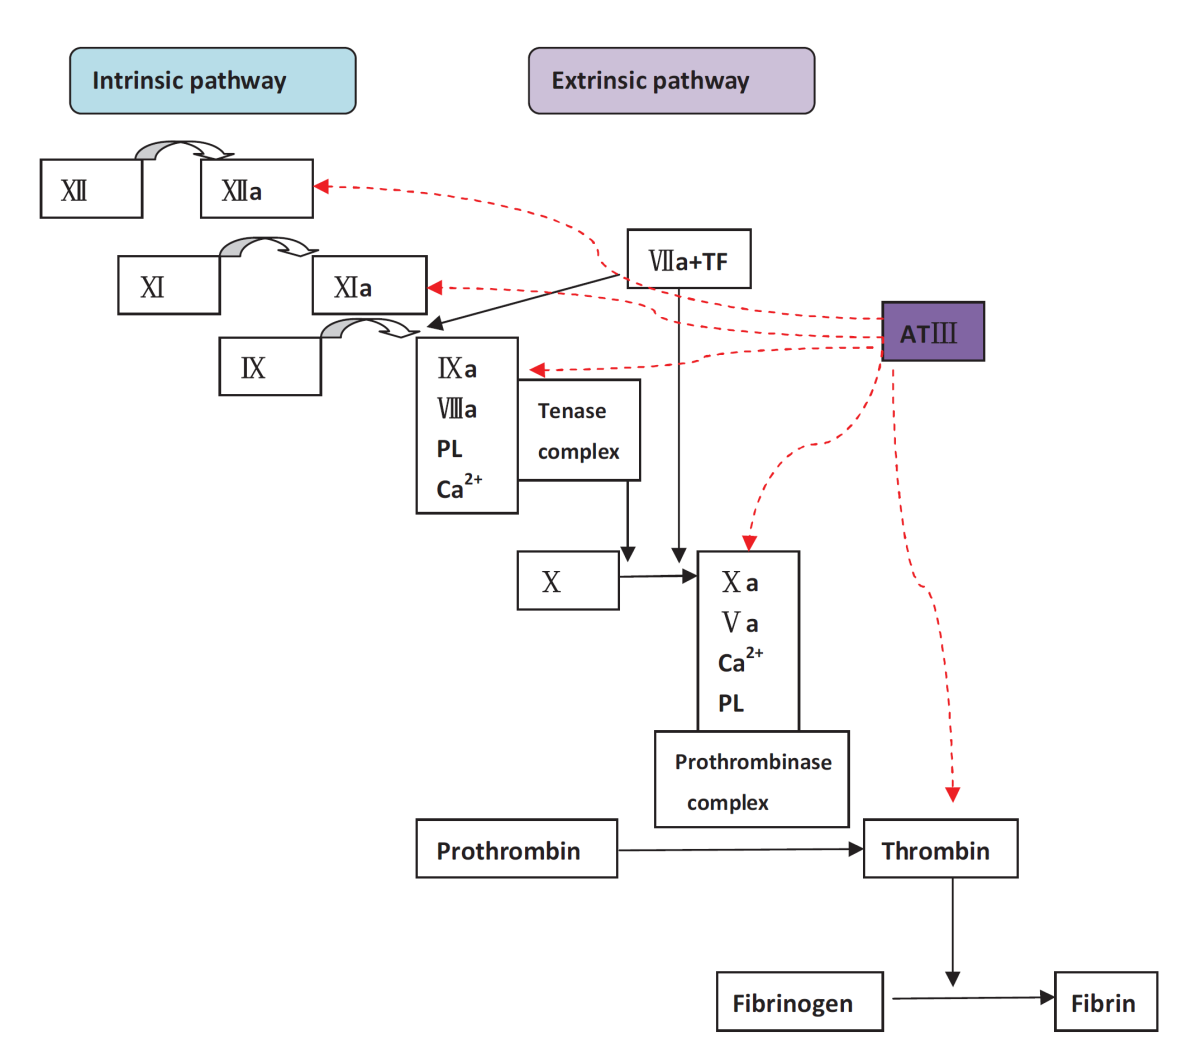 Intrinsic pathway
Extrinsic pathway
Ⅻ
Ⅻa
Ⅶa+TF
Ⅺ
Ⅺa
ATⅢ
Ⅸ
Ⅸa
Ⅷa
PL
Ca²⁺
Tenase
complex
Ⅹ
Ⅹa
Ⅴa
Ca²⁺
PL
Prothrombinase
complex
Prothrombin
Thrombin
Fibrinogen
Fibrin